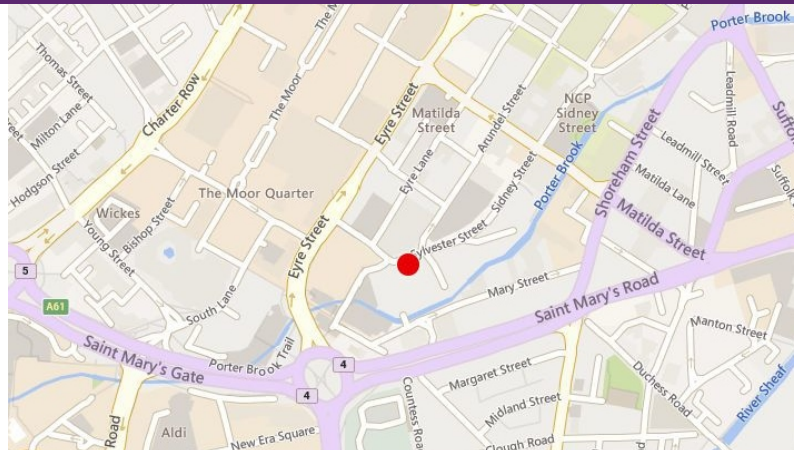 Porter Brook
The M
Thomas Street
Milton Lane
Charter Row
The Moor
Eyre Street
Matilda
Street
Arundel Street
NCP
Sidney
Street
Leadmill Road
Suffol
Leadmill Street
Hodgson Street
The Moor Quarter
Eyre Lane
Sidney Street
Porter Brook
Shoreham Street
Matilda Lane
Suffolk
Wickes
Bishop Street
Young Street
Sylvester Street
Matilda Street
5
Eyre Street
Mary Street
Saint Mary's Road
A61
South Lane
Manton Street
Saint Mary's Gate
Porter Brook Trail
4
4
Margaret Street
Duchess Road
River Sheaf
Countess Road
Midland Street
Road
Aldi
New Era Square
Clough Road